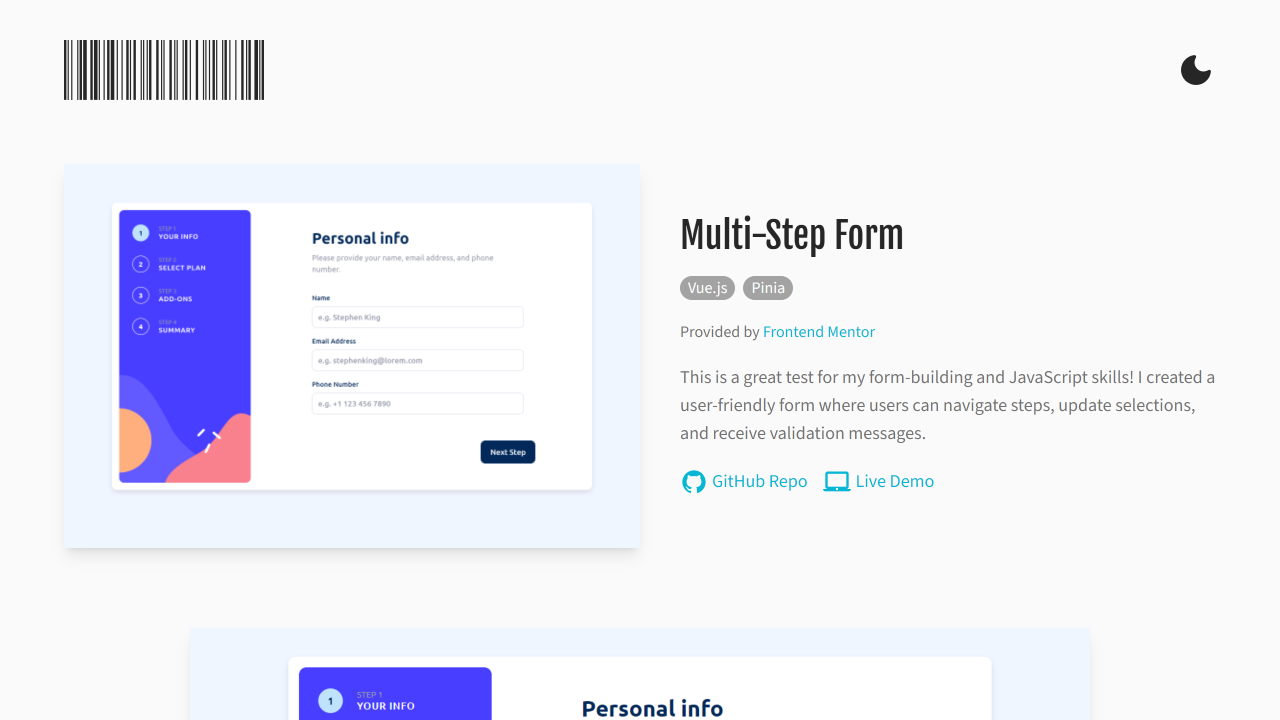 STEP 1
YOUR INFO
STEP 2
SELECT PLAN
STEP 3
ADD-ONS
STEP 4
SUMMARY
Personal info
Please provide your name, email address, and phone
number.
Name
e.g. Stephen King
Email Address
e.g. stephenking@lorem.com
Phone Number
e.g. +1 123 456 7890
Next Step
1
2
3
4
Multi-Step Form
Vue.js Pinia
Provided by Frontend Mentor
This is a great test for my form-building and JavaScript skills! I created a
user-friendly form where users can navigate steps, update selections,
and receive validation messages.
GitHub Repo Live Demo
1
STEP 1
YOUR INFO
Personal info